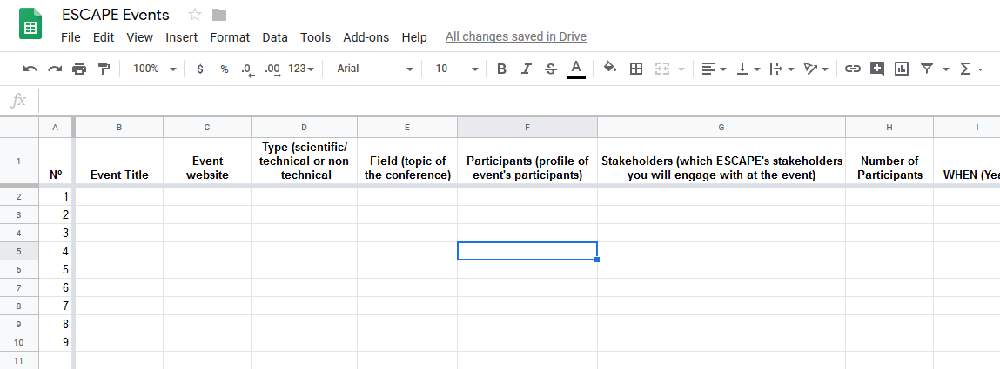 ESCAPE Events
File Edit View Insert Format Data Tools Add-ons Help All changes saved in Drive
100% $ % .0 .00 123 Arial 10 B I S A Σ
fx
A B C D E F G H I
1 Nº Event Title Event website Type (scientific/ technical or non technical Field (topic of the conference) Participants (profile of event's participants) Stakeholders (which ESCAPE's stakeholders you will engage with at the event) Number of Participants WHEN (Yea
2 1
3 2
4 3
5 4
6 5
7 6
8 7
9 8
10 9
11